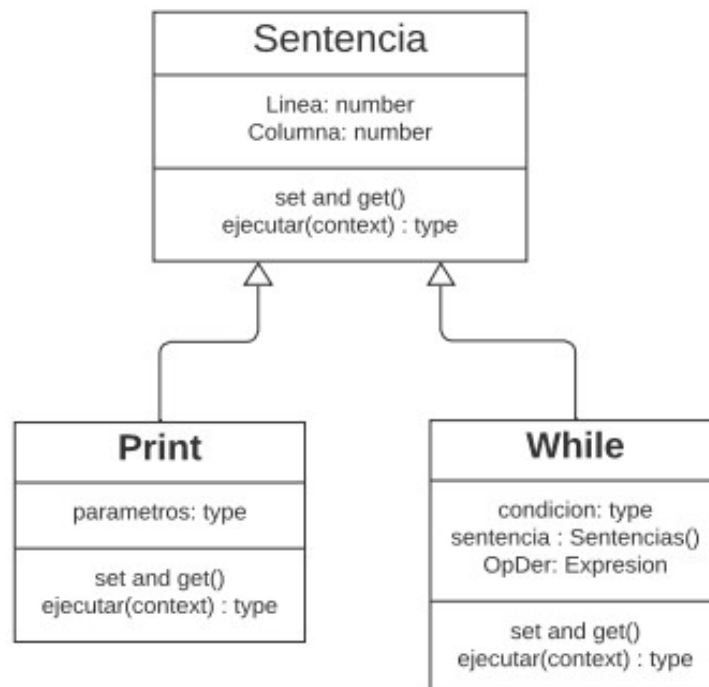 Sentencia
Linea: number
Columna: number
set and get()
ejecutar(context) : type
Print
parametros: type
set and get()
ejecutar(context) : type
While
condicion: type
sentencia : Sentencias()
OpDer: Expresion
set and get()
ejecutar(context) : type